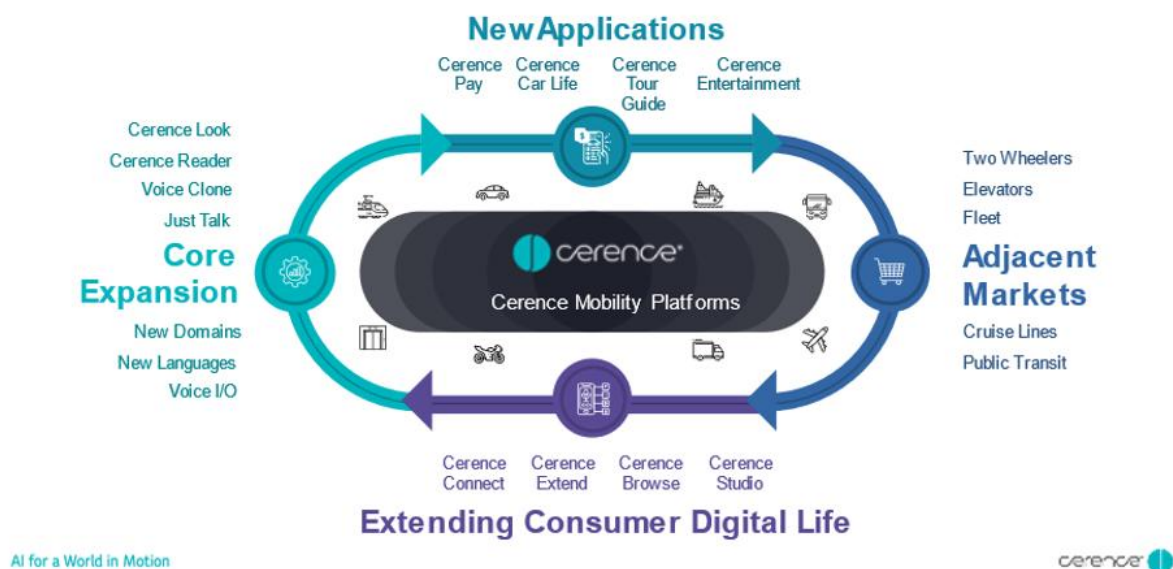 New Applications
Cerence
Pay
Cerence
Car Life
Cerence
Tour
Guide
Cerence
Entertainment
Cerence Look
Cerence Reader
Voice Clone
Just Talk
Core
Expansion
New Domains
New Languages
Voice I/O
cerence
Cerence Mobility Platforms
Two Wheelers
Elevators
Fleet
Adjacent
Markets
Cruise Lines
Public Transit
Cerence
Connect
Cerence
Extend
Cerence
Browse
Cerence
Studio
Extending Consumer Digital Life
AI for a World in Motion
cerence